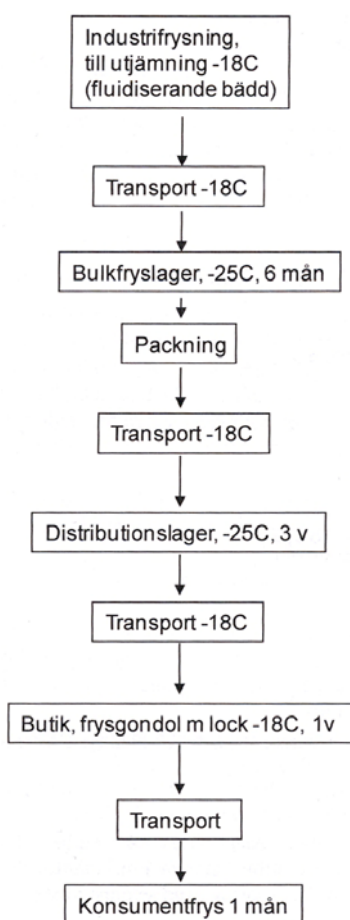 Industrifrysning,
till utjämning -18C
(fluidiserande bädd)
Transport -18C
Bulkfryslager, -25C, 6 mån
Packning
Transport -18C
Distributionslager, -25C, 3 v
Transport -18C
Butik, frysgondol m lock -18C, 1v
Transport
Konsumentfrys 1 mån